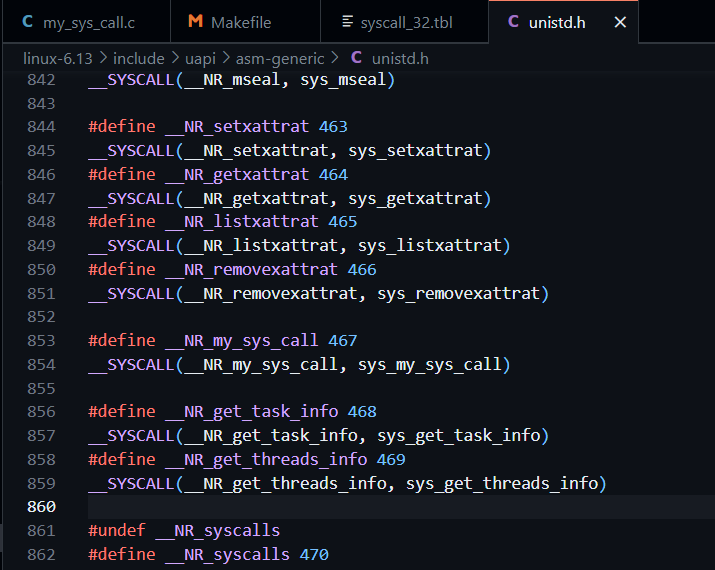 C my_sys_call.c M Makefile syscall_32.tbl C unistd.h ×
linux-6.13 > include > uapi > asm-generic > C unistd.h
842 __SYSCALL(__NR_mseal, sys_mseal)
843
844 #define __NR_setxattrat 463
845 __SYSCALL(__NR_setxattrat, sys_setxattrat)
846 #define __NR_getxattrat 464
847 __SYSCALL(__NR_getxattrat, sys_getxattrat)
848 #define __NR_listxattrat 465
849 __SYSCALL(__NR_listxattrat, sys_listxattrat)
850 #define __NR_removexattrat 466
851 __SYSCALL(__NR_removexattrat, sys_removexattrat)
852
853 #define __NR_my_sys_call 467
854 __SYSCALL(__NR_my_sys_call, sys_my_sys_call)
855
856 #define __NR_get_task_info 468
857 __SYSCALL(__NR_get_task_info, sys_get_task_info)
858 #define __NR_get_threads_info 469
859 __SYSCALL(__NR_get_threads_info, sys_get_threads_info)
860
861 #undef __NR_syscalls
862 #define __NR_syscalls 470